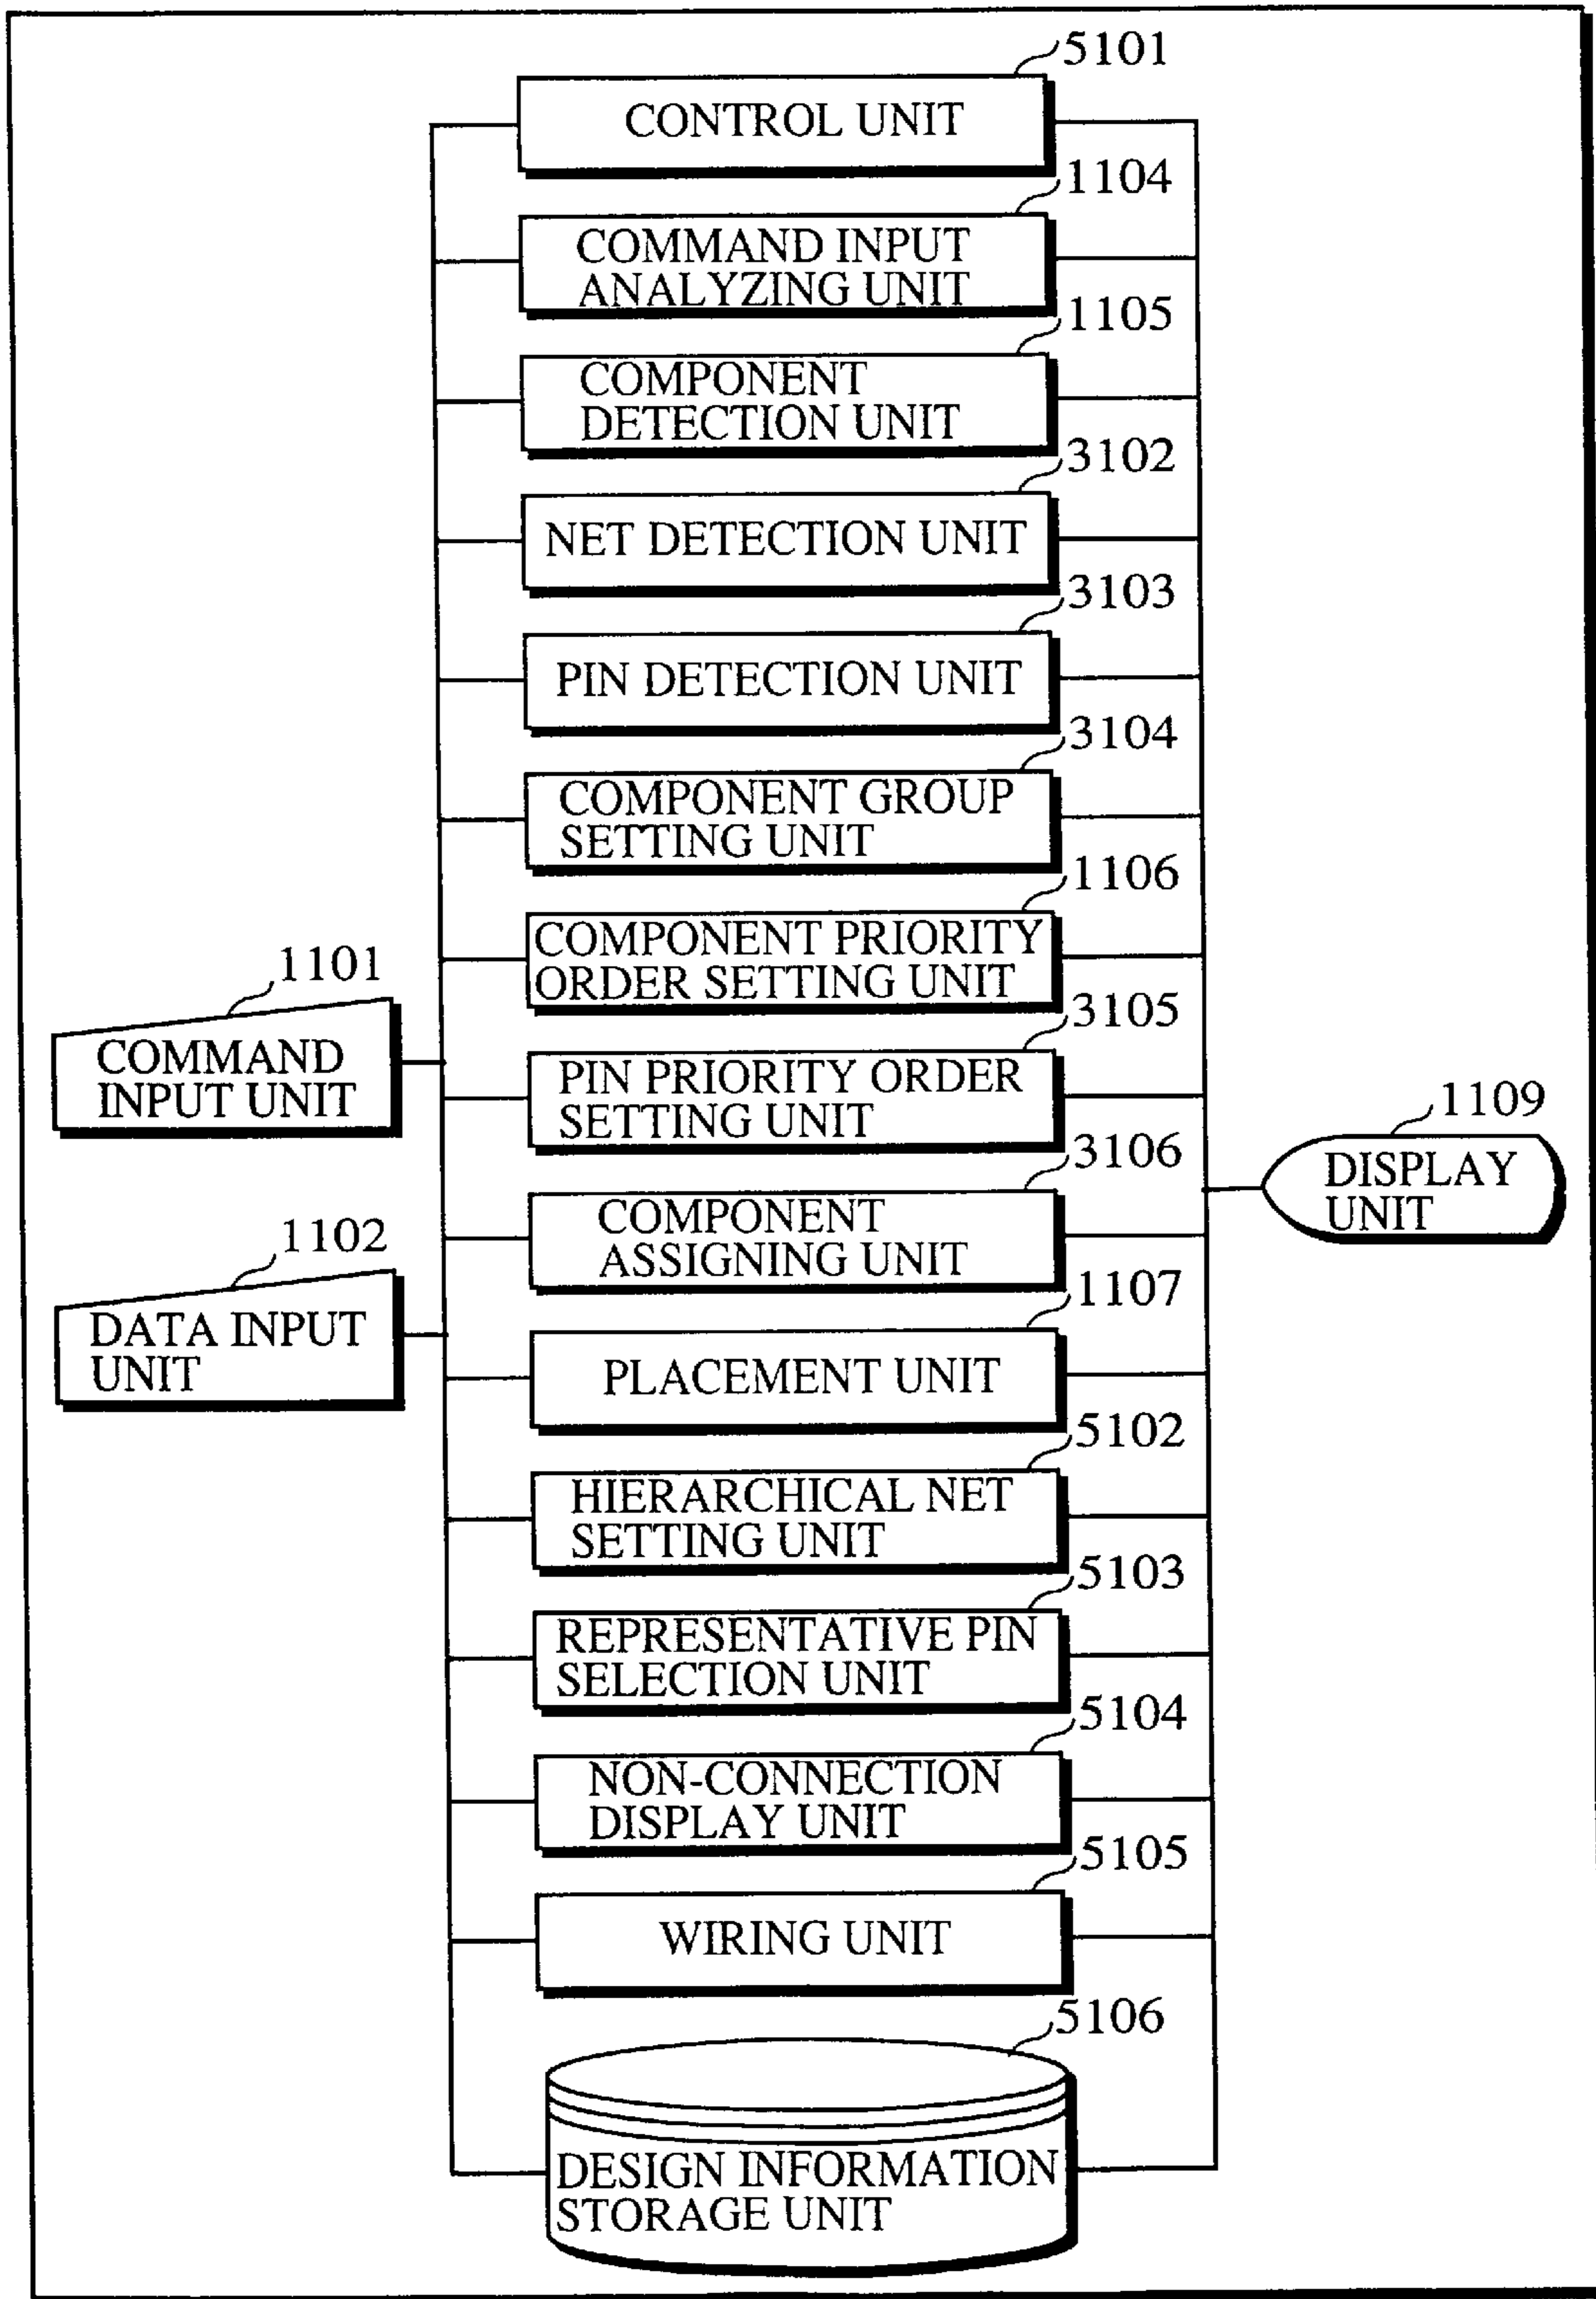 5101
CONTROL UNIT
1104
COMMAND INPUT
ANALYZING UNIT
1105
COMPONENT
DETECTION UNIT
3102
NET DETECTION UNIT
3103
PIN DETECTION UNIT
3104
COMPONENT GROUP
SETTING UNIT
1106
COMPONENT PRIORITY
ORDER SETTING UNIT
1101
COMMAND
INPUT UNIT
3105
PIN PRIORITY ORDER
SETTING UNIT
1109
DISPLAY
UNIT
3106
COMPONENT
ASSIGNING UNIT
1102
DATA INPUT
UNIT
1107
PLACEMENT UNIT
5102
HIERARCHICAL NET
SETTING UNIT
5103
REPRESENTATIVE PIN
SELECTION UNIT
5104
NON-CONNECTION
DISPLAY UNIT
5105
WIRING UNIT
5106
DESIGN INFORMATION
STORAGE UNIT